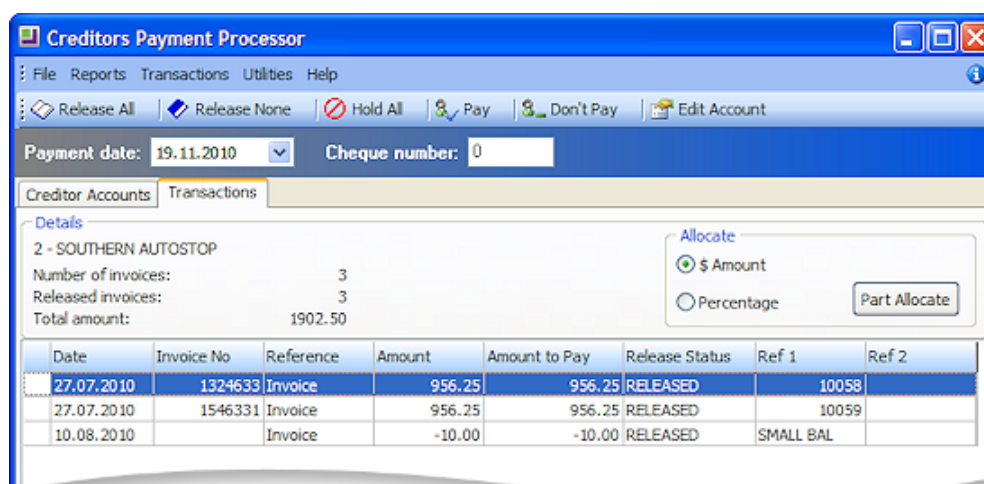 Creditors Payment Processor
File Reports Transactions Utilities Help
Release All Release None Hold All Pay Don't Pay Edit Account
Payment date: 19.11.2010 Cheque number: 0
Creditor Accounts Transactions
Details
2 - SOUTHERN AUTOSTOP
Number of invoices: 3
Released invoices: 3
Total amount: 1902.50
Allocate
$ Amount
Percentage Part Allocate
Date Invoice No Reference Amount Amount to Pay Release Status Ref 1 Ref 2
27.07.2010 1324633 Invoice 956.25 956.25 RELEASED 10058
27.07.2010 1546331 Invoice 956.25 956.25 RELEASED 10059
10.08.2010 Invoice -10.00 -10.00 RELEASED SMALL BAL